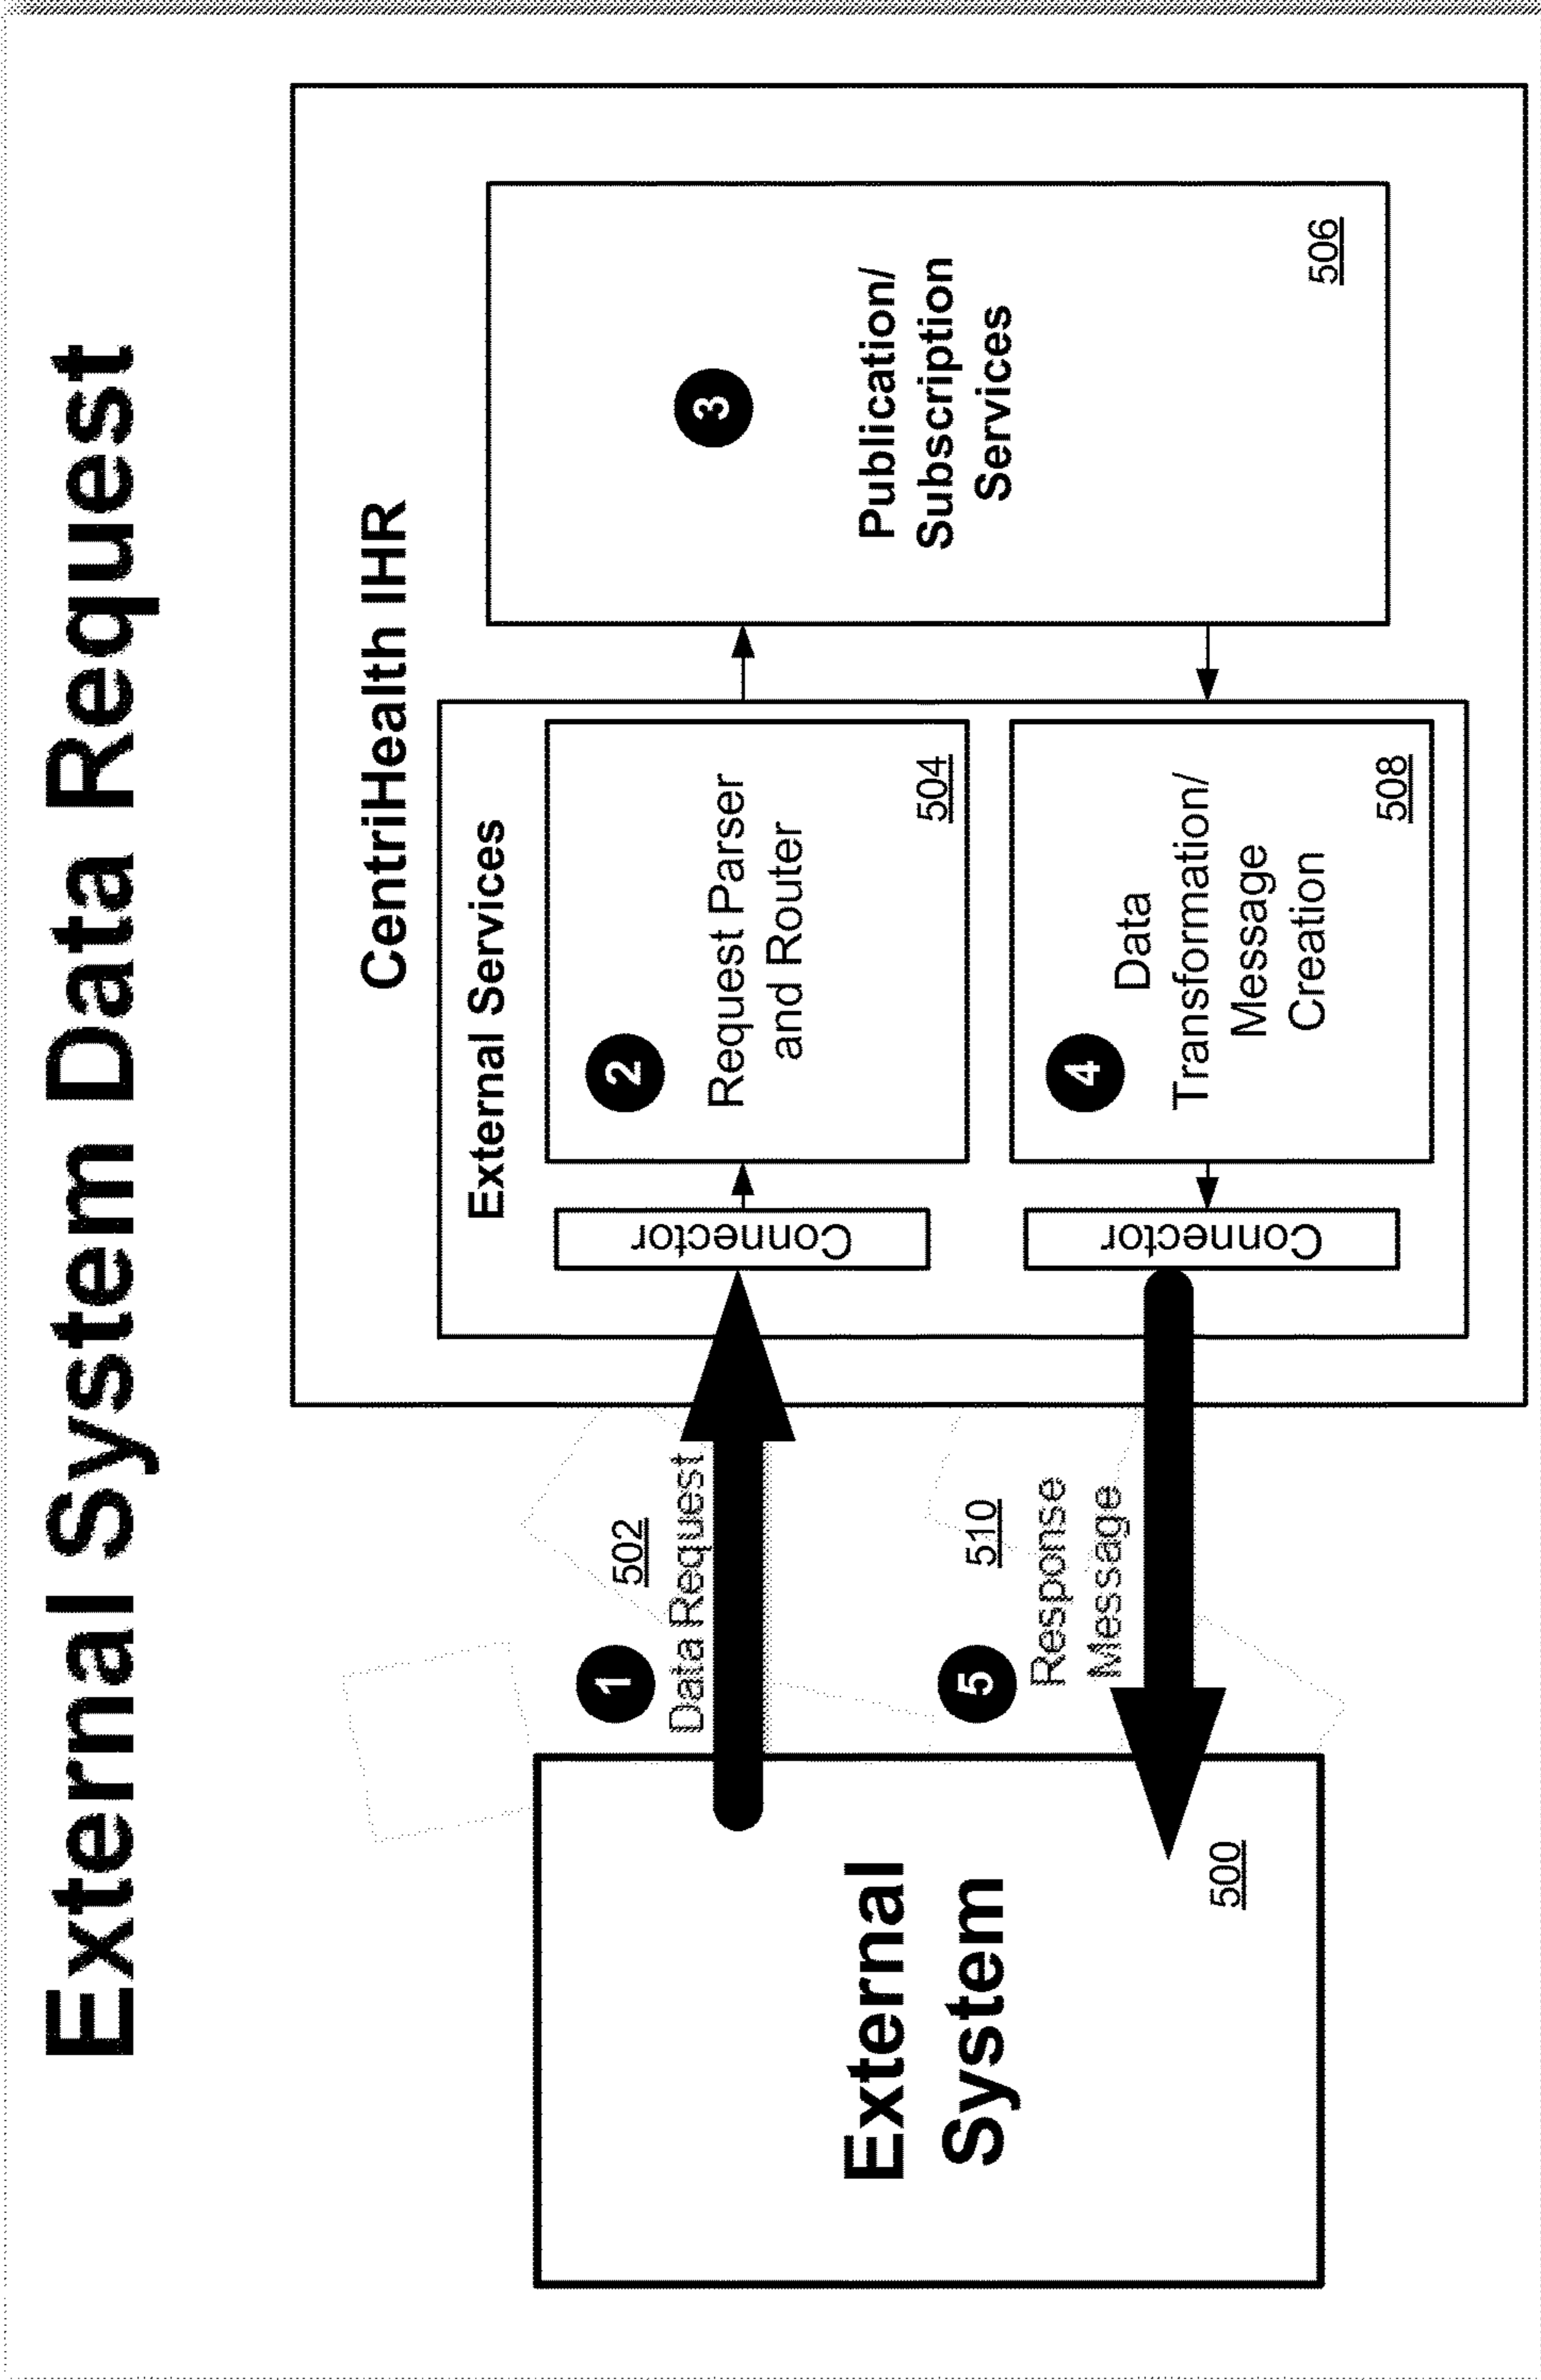 External System Data Request
CentriHealth IHR
External Services
External
System
500
1
502
Data Request
5
510
Response
Message
Connector
2
Request Parser
and Router
504
Connector
4
Data
Transformation/
Message
Creation
508
3
Publication/
Subscription
Services
506